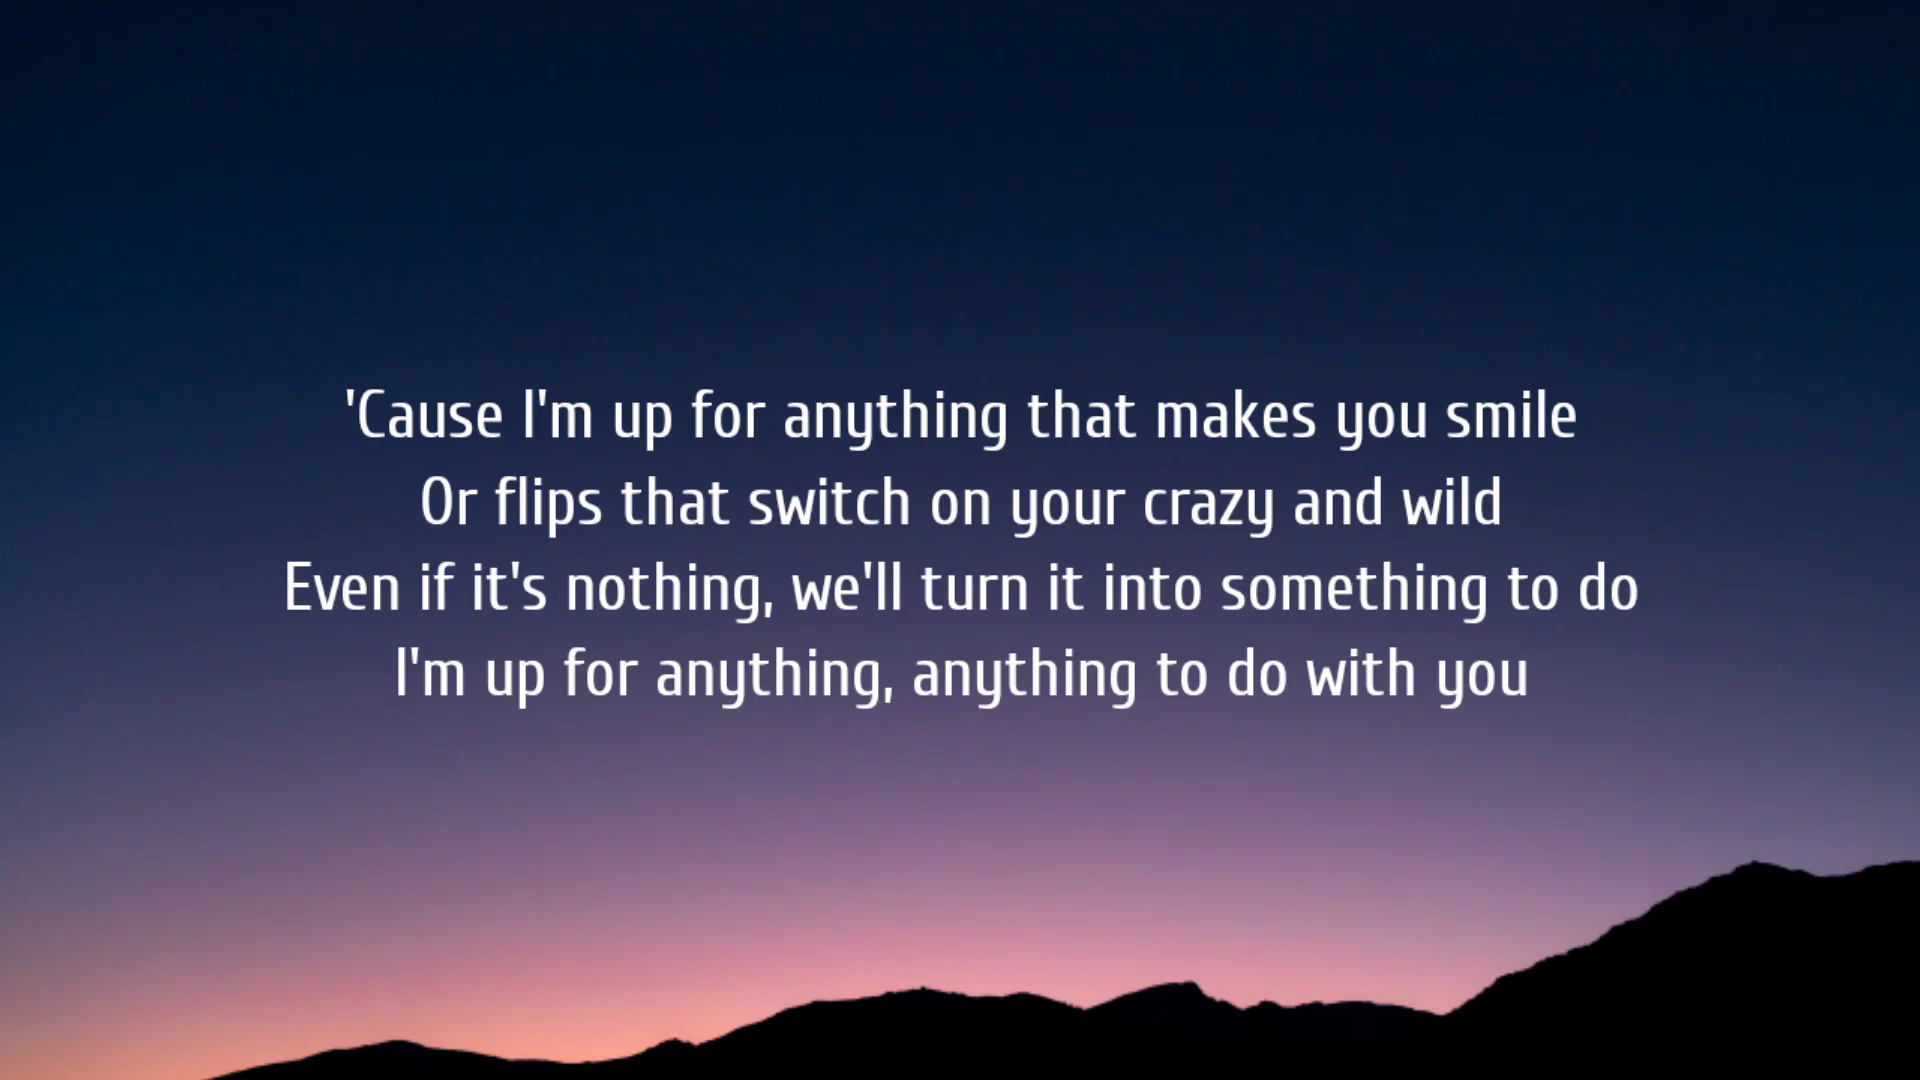 'Cause I'm up for anything that makes you smile
Or flips that switch on your crazy and wild
Even if it's nothing, we'll turn it into something to do
I'm up for anything, anything to do with you